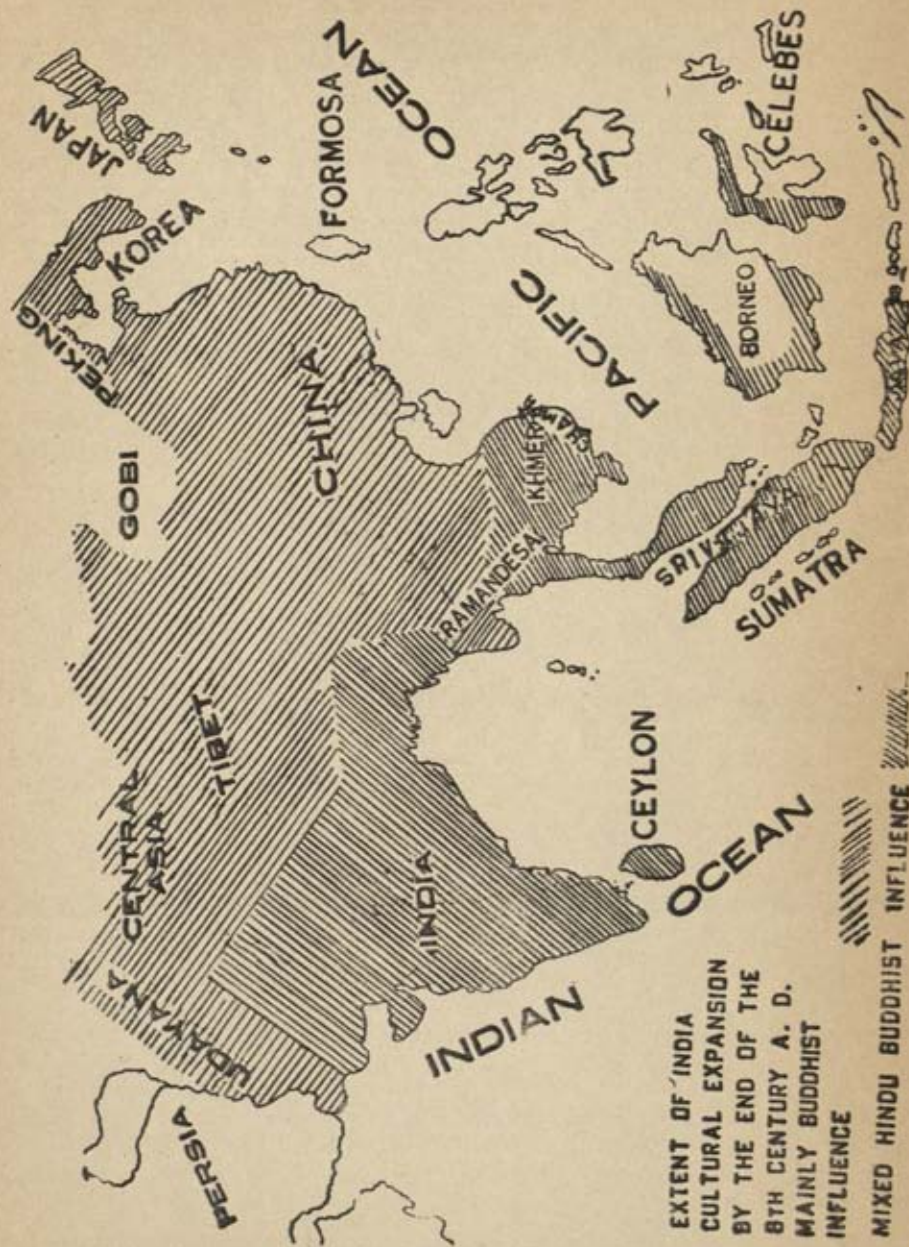 JAPAN
KOREA
PEKING
GOBI
CHINA
FORMOSA
OCEAN
PACIFIC
CENTRAL
ASIA
TIBET
UDAYANA
PERSIA
INDIA
RAMANDESA
KHMER
SRIVIJAYA
SUMATRA
BORNEO
CELEBES
CEYLON
INDIAN
OCEAN
EXTENT OF INDIA
CULTURAL EXPANSION
BY THE END OF THE
8TH CENTURY A. D.
MAINLY BUDDHIST
INFLUENCE
MIXED HINDU BUDDHIST INFLUENCE